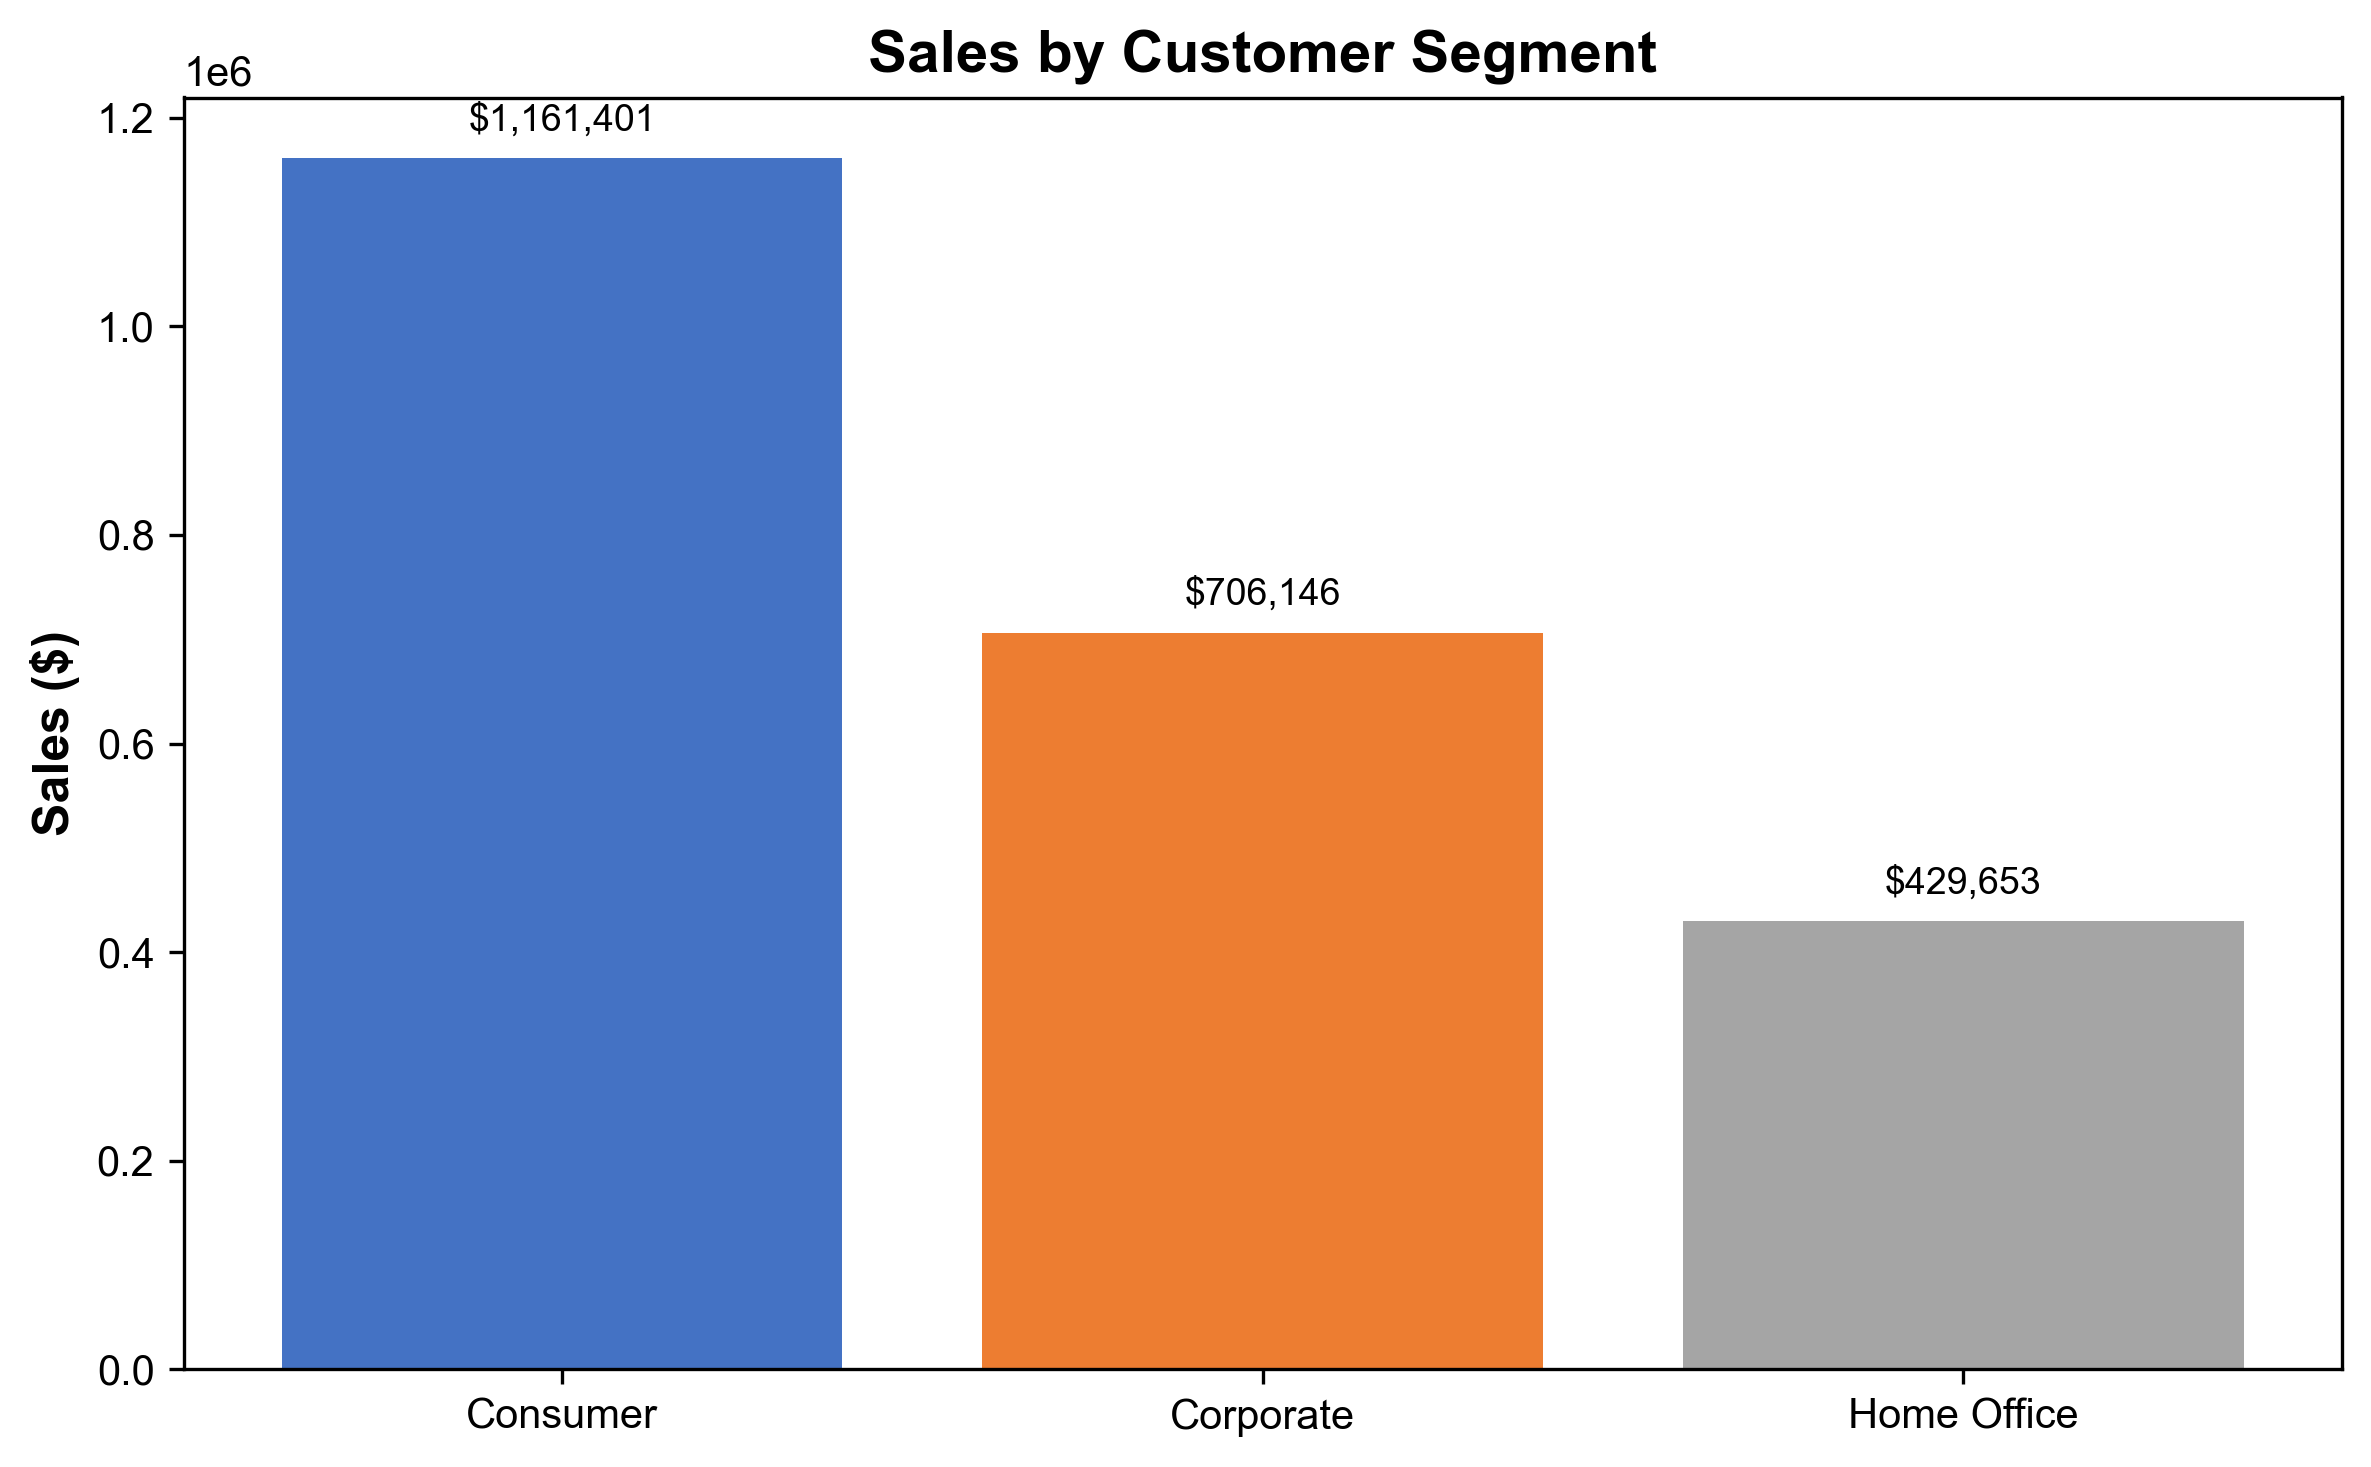 Sales by Customer Segment
1e6
1.2
1.0
0.8
0.6
0.4
0.2
0.0
Sales ($)
$1,161,401
$706,146
$429,653
Consumer
Corporate
Home Office